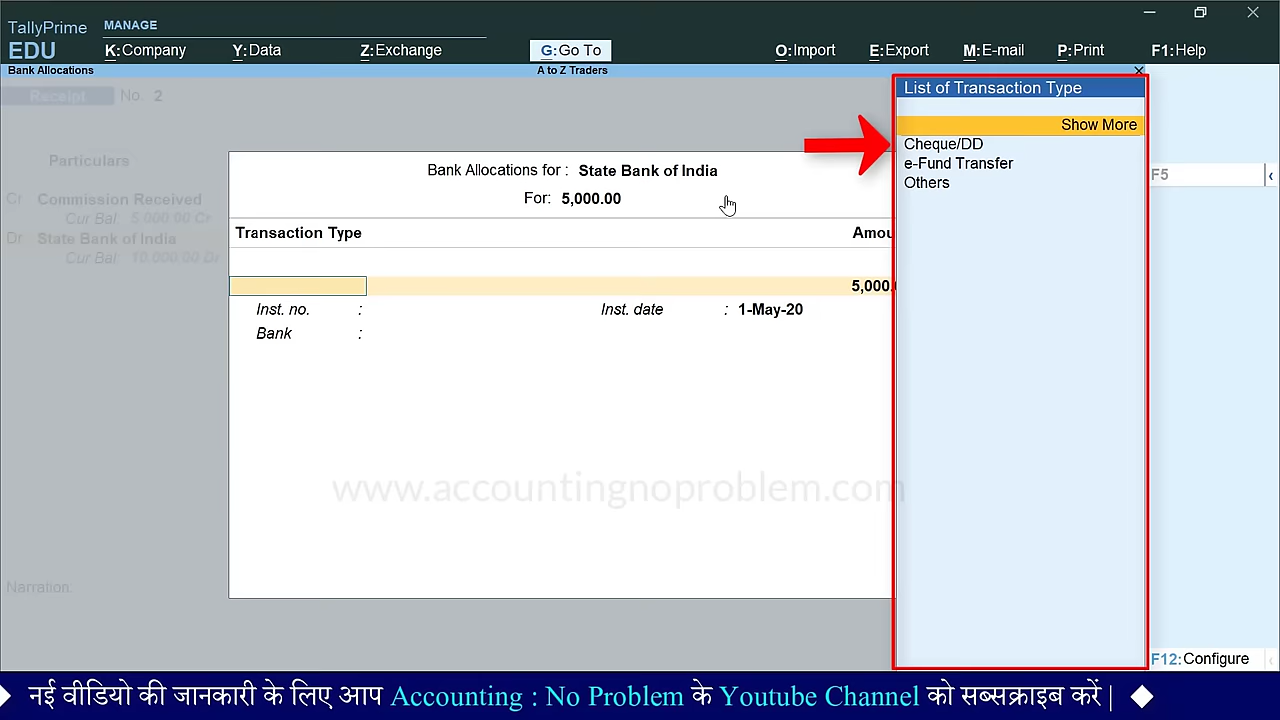 TallyPrime
EDU
MANAGE
K:Company Y:Data Z:Exchange G:Go To O:Import E:Export M:E-mail P:Print F1:Help
Bank Allocations A to Z Traders
Receipt No. 2
List of Transaction Type
Show More
Cheque/DD
e-Fund Transfer
Others
F5
Particulars
Cr Commission Received
Cur Bal: 5,000.00 Cr
Dr State Bank of India
Cur Bal: 10,000.00 Dr
Bank Allocations for : State Bank of India
For: 5,000.00
Transaction Type Amou
5,000.
Inst. no. : Inst. date : 1-May-20
Bank :
www.accountingnoproblem.com
Narration:
F12:Configure
नई वीडियो की जानकारी के लिए आप Accounting : No Problem के Youtube Channel को सब्सक्राइब करें |